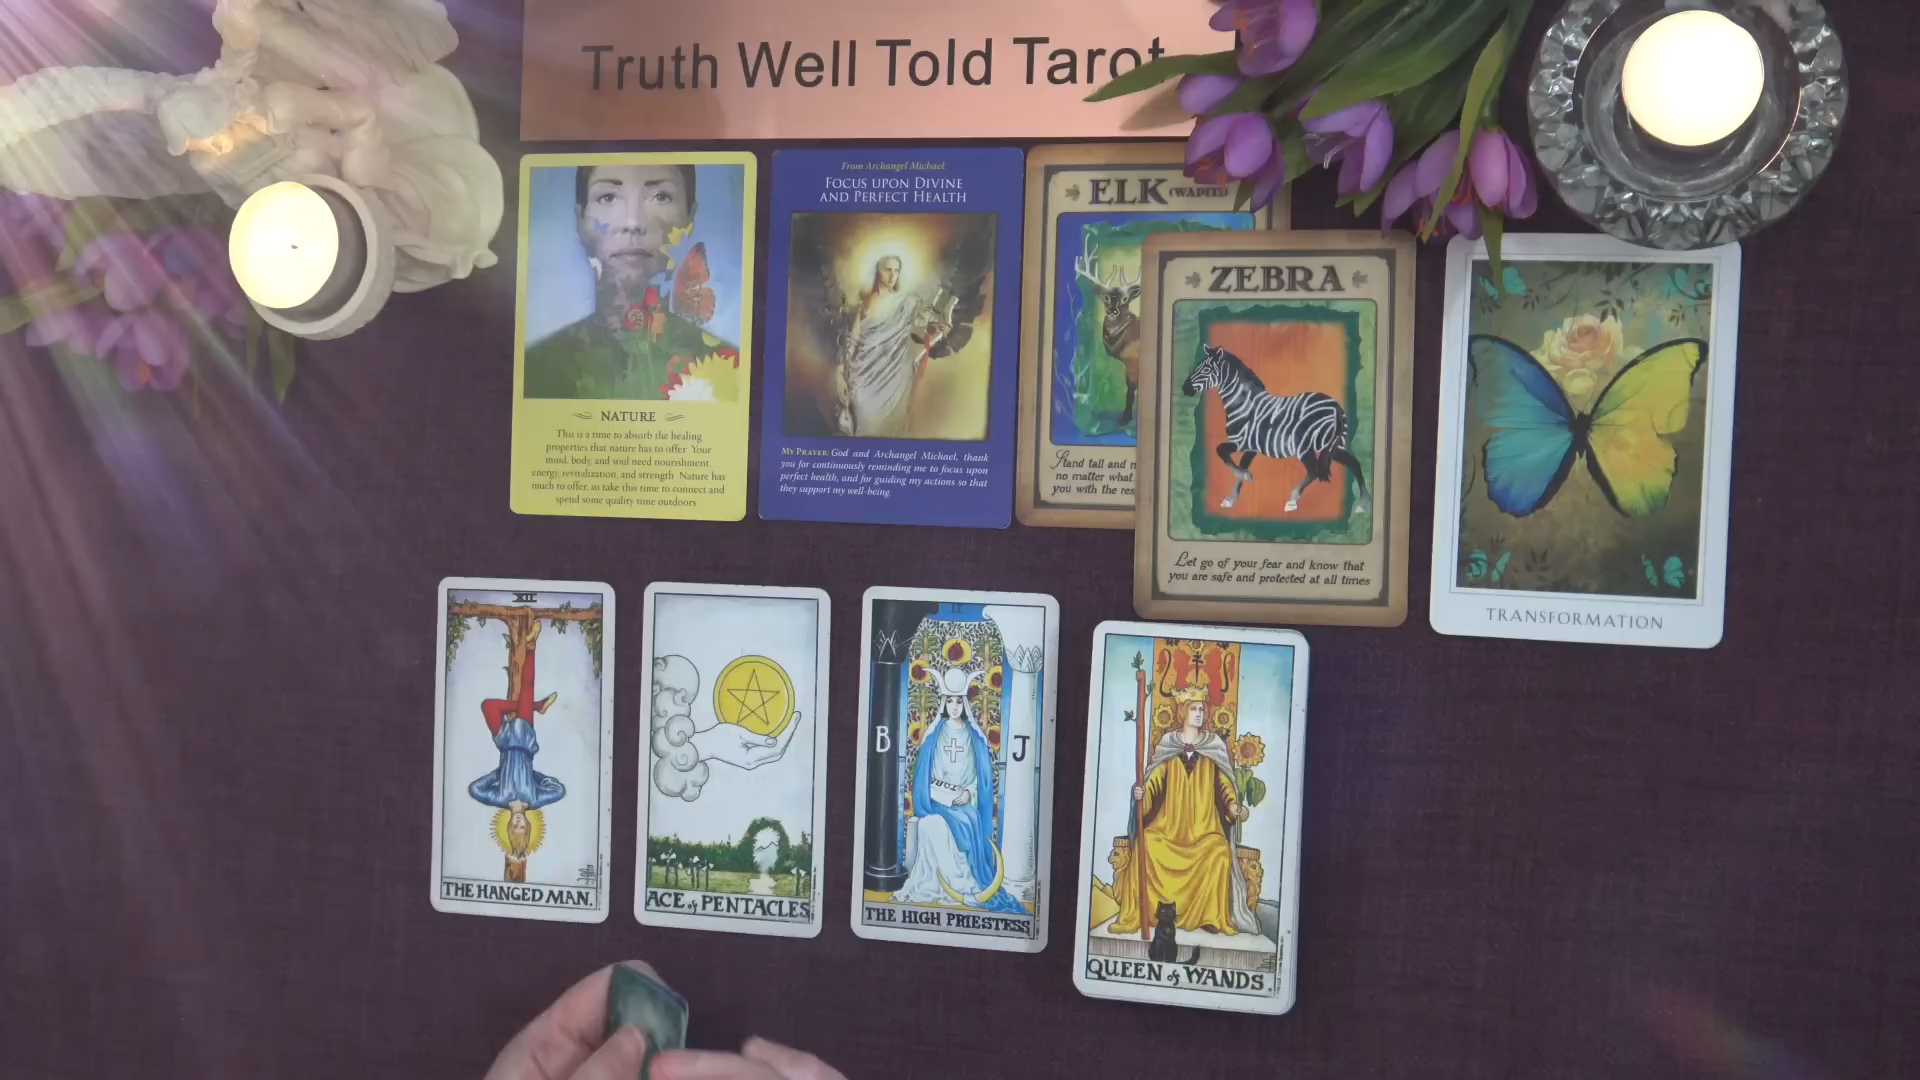 Truth Well Told Tarot
NATURE
This is a time to absorb the healing
properties that nature has to offer. Your
mind, body, and soul need nourishment,
energy, revitalization, and strength. Nature has
much to offer, so take this time to connect and
spend some quality time outdoors
From Archangel Michael
FOCUS UPON DIVINE
AND PERFECT HEALTH
MY PRAYER: God and Archangel Michael, thank
you for continuously reminding me to focus upon
perfect health, and for guiding my actions so that
they support my well-being.
ELK (WAPITI)
Stand tall and
no matter what
you with the
ZEBRA
Let go of your fear and know that
you are safe and protected at all times
TRANSFORMATION
XII
THE HANGED MAN.
ACE of PENTACLES
II
B
J
TORA
THE HIGH PRIESTESS
QUEEN of WANDS